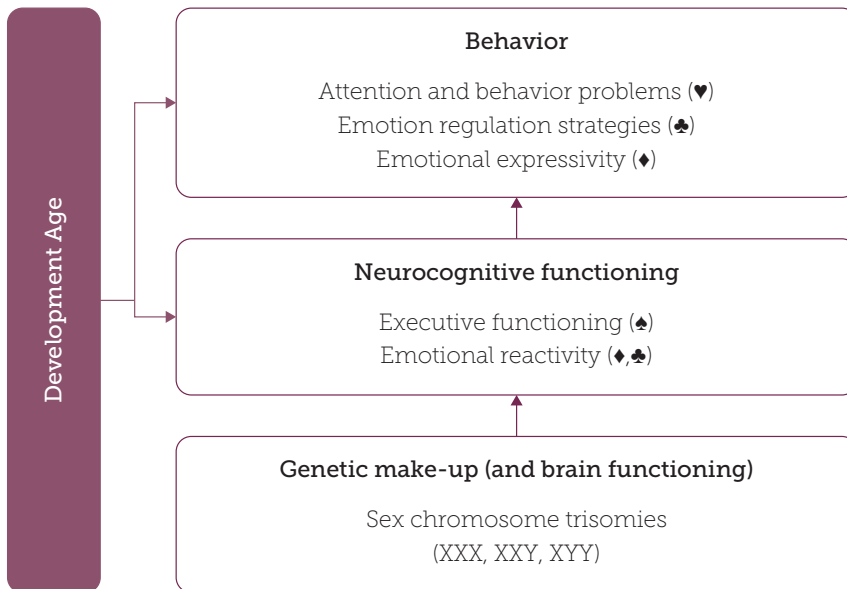 Development Age
Behavior
Attention and behavior problems (♥)
Emotion regulation strategies (♣)
Emotional expressivity (♦)
Neurocognitive functioning
Executive functioning (♠)
Emotional reactivity (♦,♣)
Genetic make-up (and brain functioning)
Sex chromosome trisomies
(XXX, XXY, XYY)